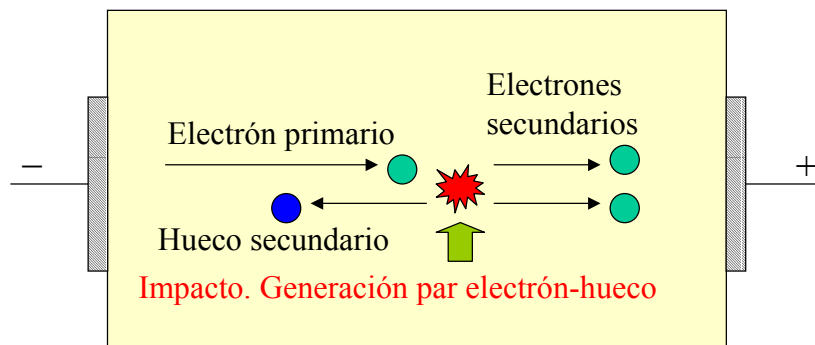 Electrones
secundarios
Electrón primario
–
+
Hueco secundario
Impacto. Generación par electrón-hueco